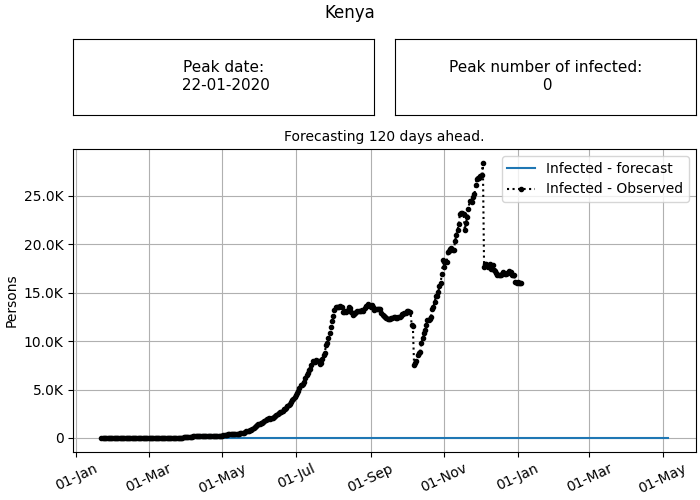 Kenya
Peak date:
22-01-2020
Peak number of infected:
0
Forecasting 120 days ahead.
Infected - forecast
Infected - Observed
25.0K
20.0K
15.0K
10.0K
5.0K
0
Persons
01-Jan
01-Mar
01-May
01-Jul
01-Sep
01-Nov
01-Jan
01-Mar
01-May